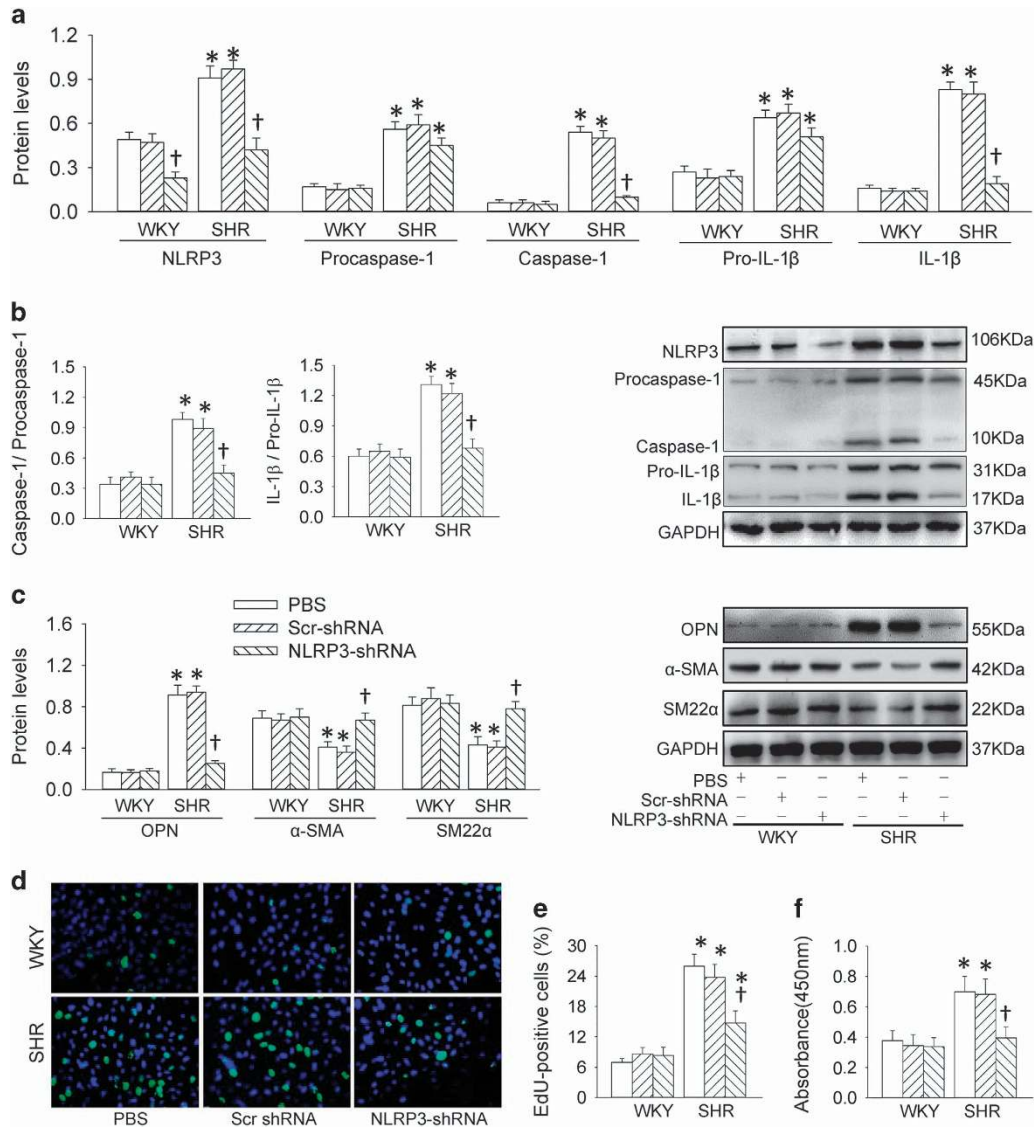 a
Protein levels
1.2
0.9
0.6
0.3
0.0
* * † † * * * * * † * * * * * †
WKY SHR WKY SHR WKY SHR WKY SHR WKY SHR
NLRP3 Procaspase-1 Caspase-1 Pro-IL-1β IL-1β
b
Caspase-1/ Procaspase-1
1.5
1.2
0.9
0.6
0.3
0.0
* * †
WKY SHR
IL-1β / Pro-IL-1β
1.5
1.2
0.9
0.6
0.3
0.0
* * †
WKY SHR
NLRP3 106KDa
Procaspase-1 45KDa
Caspase-1 10KDa
Pro-IL-1β 31KDa
IL-1β 17KDa
GAPDH 37KDa
c
Protein levels
1.6
1.2
0.8
0.4
0.0
PBS
Scr-shRNA
NLRP3-shRNA
* * † * * † * * †
WKY SHR WKY SHR WKY SHR
OPN α-SMA SM22α
OPN 55KDa
α-SMA 42KDa
SM22α 22KDa
GAPDH 37KDa
PBS + − − + − −
Scr-shRNA − + − − + −
NLRP3-shRNA − − + − − +
WKY SHR
d
WKY
SHR
PBS Scr shRNA NLRP3-shRNA
e
EdU-positive cells (%)
30
24
18
12
6
0
* * * †
WKY SHR
f
Absorbance(450nm)
1.0
0.8
0.6
0.4
0.2
0.0
* * †
WKY SHR